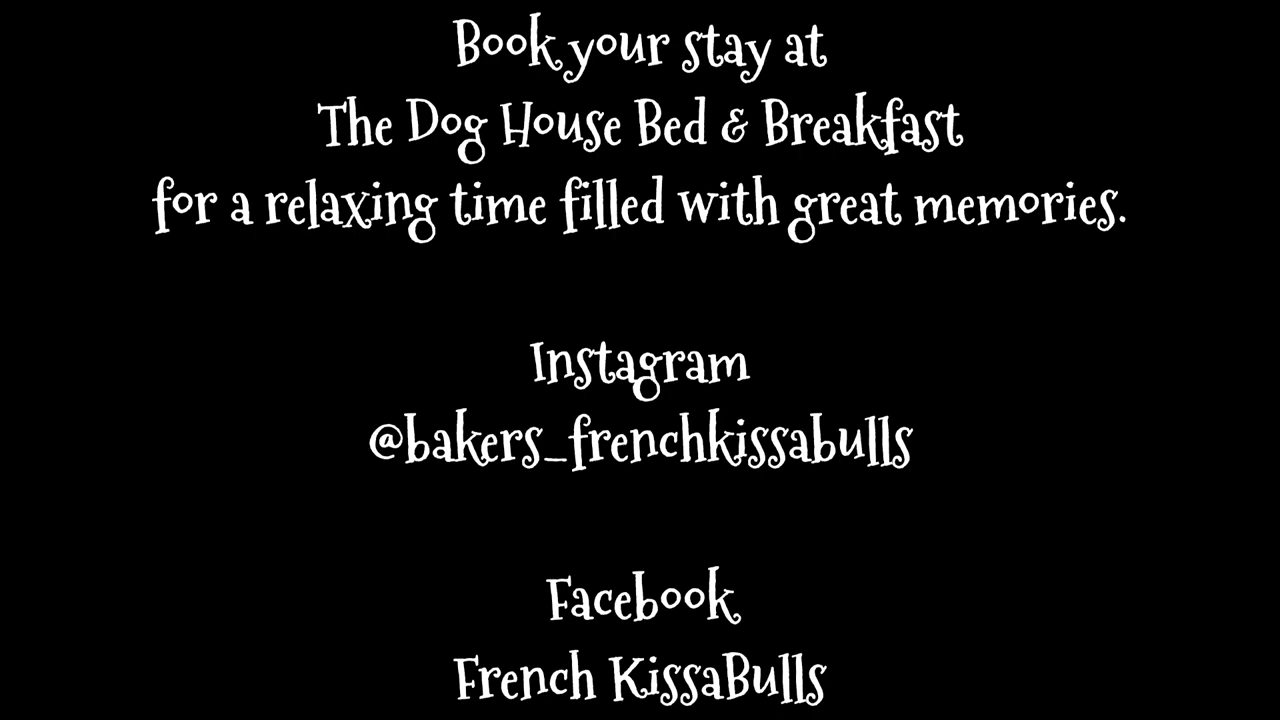 Book your stay at
The Dog House Bed & Breakfast
for a relaxing time filled with great memories.
Instagram
@bakers_frenchkissabulls
Facebook
French KissaBulls